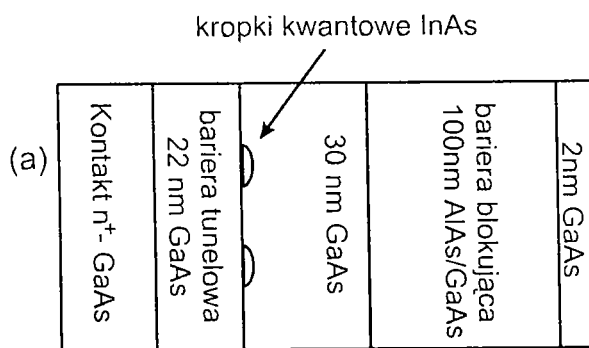 kropki kwantowe InAs
(a)
Kontakt n⁺- GaAs
bariera tunelowa
22 nm GaAs
30 nm GaAs
bariera blokująca
100nm AlAs/GaAs
2nm GaAs